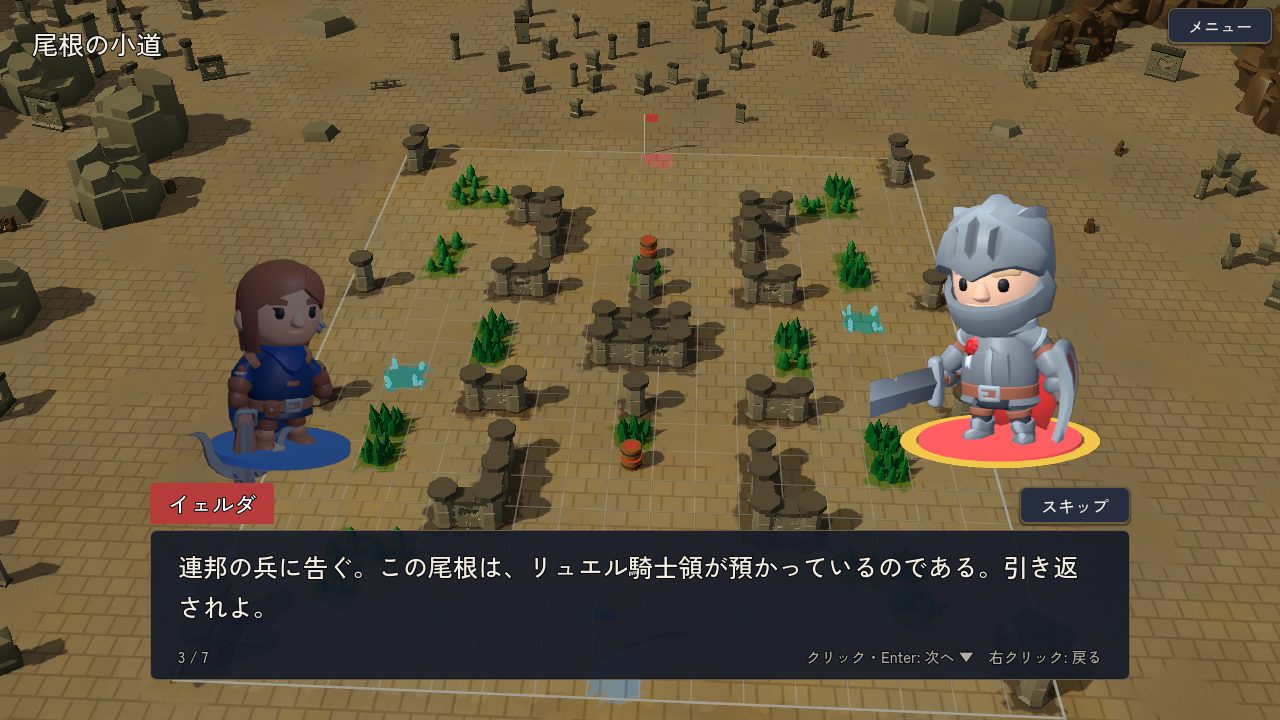 尾根の小道
メニュー
イェルダ
スキップ
連邦の兵に告ぐ。この尾根は、リュエル騎士領が預かっているのである。引き返
されよ。
3 / 7
クリック・Enter: 次へ ▼ 右クリック: 戻る